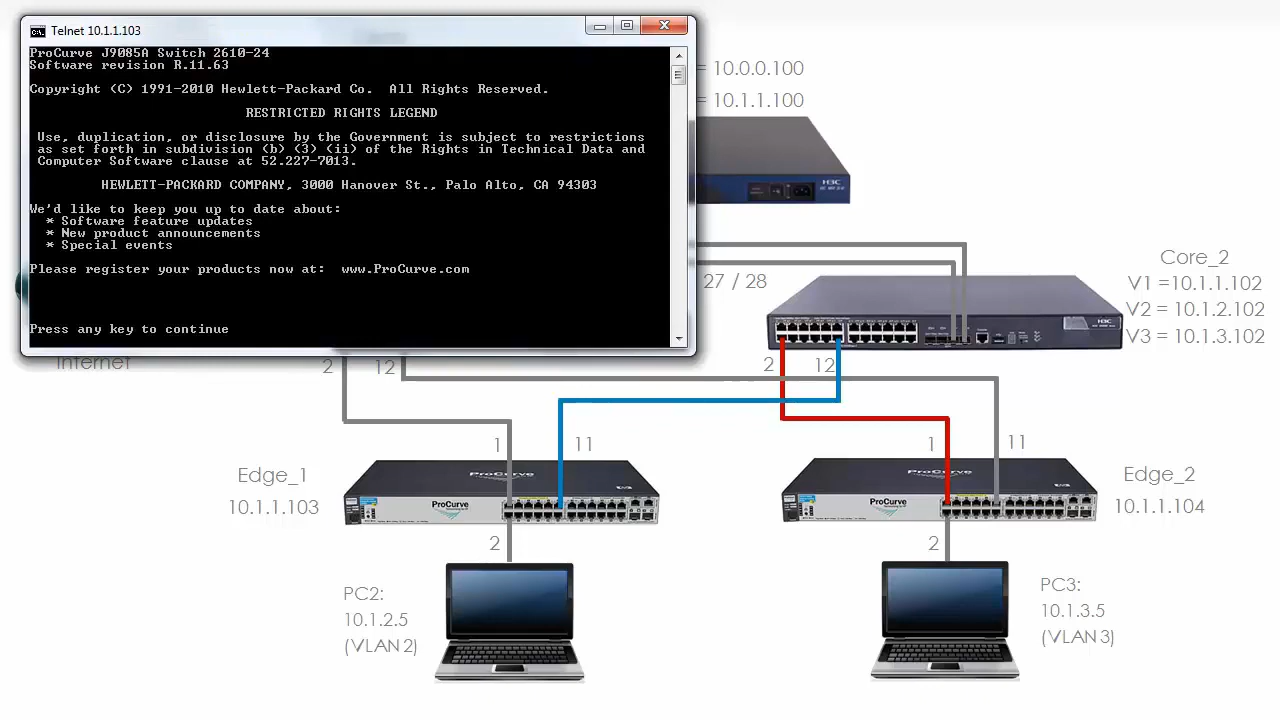 Telnet 10.1.1.103
ProCurve J9085A Switch 2610-24
Software revision R.11.63
Copyright (C) 1991-2010 Hewlett-Packard Co.  All Rights Reserved.
RESTRICTED RIGHTS LEGEND
Use, duplication, or disclosure by the Government is subject to restrictions
as set forth in subdivision (b) (3) (ii) of the Rights in Technical Data and
Computer Software clause at 52.227-7013.
HEWLETT-PACKARD COMPANY, 3000 Hanover St., Palo Alto, CA 94303
We'd like to keep you up to date about:
* Software feature updates
* New product announcements
* Special events
Please register your products now at:  www.ProCurve.com
Press any key to continue
= 10.0.0.100
= 10.1.1.100
H3C
27 / 28
Core_2
V1 =10.1.1.102
V2 = 10.1.2.102
V3 = 10.1.3.102
H3C
Internet
2
12
2
12
1
11
1
11
Edge_1
10.1.1.103
ProCurve
ProCurve
Edge_2
10.1.1.104
ProCurve
ProCurve
2
2
PC2:
10.1.2.5
(VLAN 2)
PC3:
10.1.3.5
(VLAN 3)